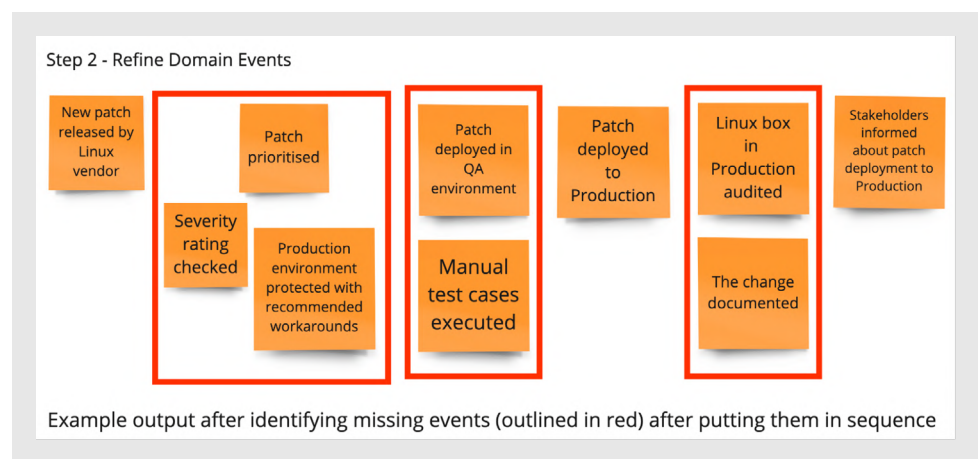 Step 2 - Refine Domain Events
New patch
released by
Linux
vendor
Patch
prioritised
Severity
rating
checked
Production
environment
protected with
recommended
workarounds
Patch
deployed in
QA
environment
Manual
test cases
executed
Patch
deployed
to
Production
Linux box
in
Production
audited
The change
documented
Stakeholders
informed
about patch
deployment to
Production
Example output after identifying missing events (outlined in red) after putting them in sequence